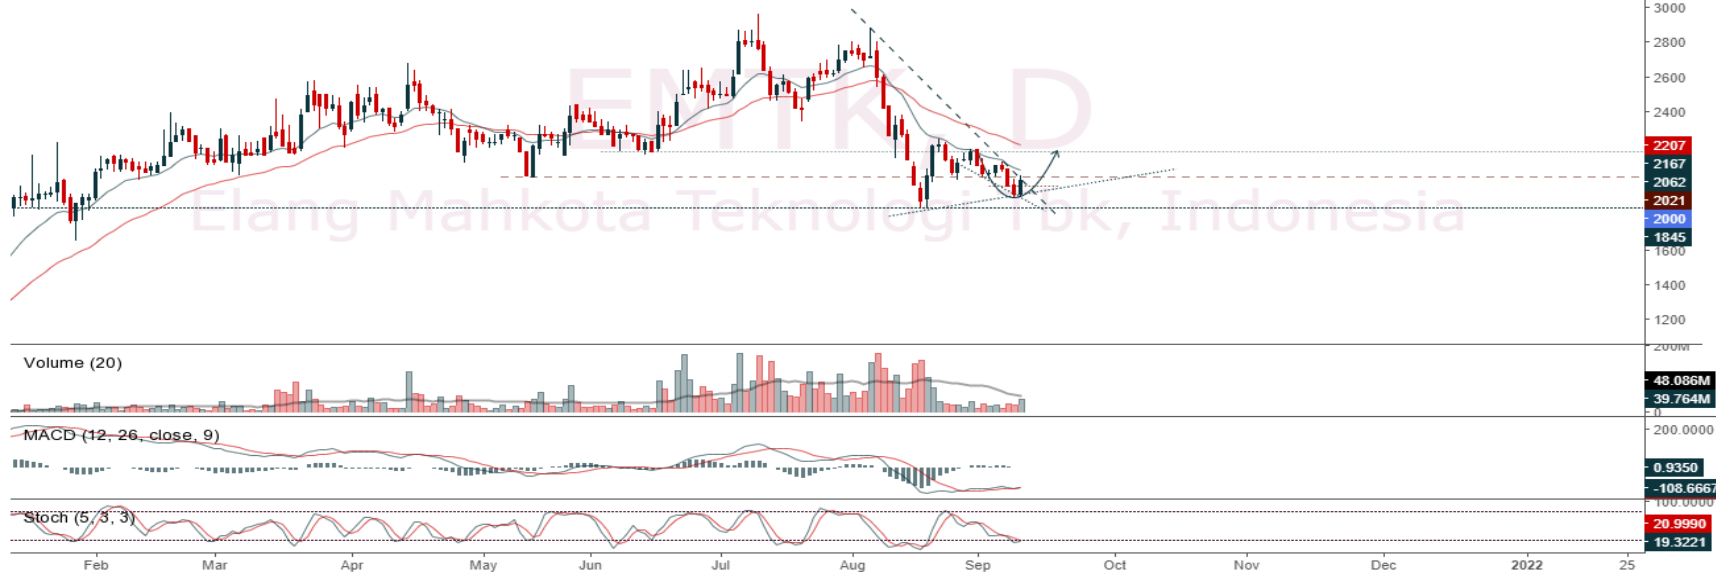 3000
2800
2600
2400
EMTK, D
2207
2167
2062
2021
2000
1845
Elang Mahkota Teknologi Tbk, Indonesia
1600
1400
1200
200M
Volume (20)
48.086M
39.764M
0
MACD (12, 26, close, 9)
200.0000
0.9350
-108.6667
100.0000
Stoch (5, 3, 3)
20.9990
19.3221
Feb Mar Apr May Jun Jul Aug Sep Oct Nov Dec 2022 25